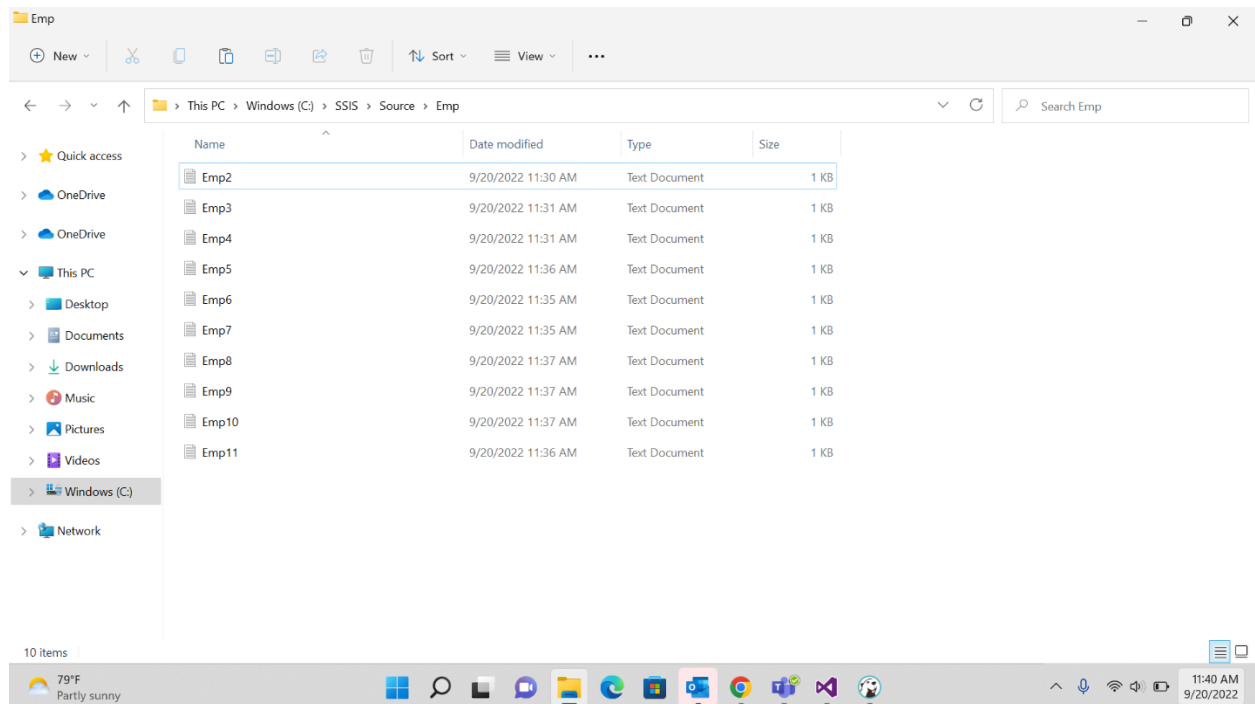 Emp
New
Sort
View
This PC > Windows (C:) > SSIS > Source > Emp
Search Emp
Name Date modified Type Size
Quick access
OneDrive
OneDrive
This PC
Desktop
Documents
Downloads
Music
Pictures
Videos
Windows (C:)
Network
Emp2 9/20/2022 11:30 AM Text Document 1 KB
Emp3 9/20/2022 11:31 AM Text Document 1 KB
Emp4 9/20/2022 11:31 AM Text Document 1 KB
Emp5 9/20/2022 11:36 AM Text Document 1 KB
Emp6 9/20/2022 11:35 AM Text Document 1 KB
Emp7 9/20/2022 11:35 AM Text Document 1 KB
Emp8 9/20/2022 11:37 AM Text Document 1 KB
Emp9 9/20/2022 11:37 AM Text Document 1 KB
Emp10 9/20/2022 11:37 AM Text Document 1 KB
Emp11 9/20/2022 11:36 AM Text Document 1 KB
10 items
79°F
Partly sunny
11:40 AM
9/20/2022